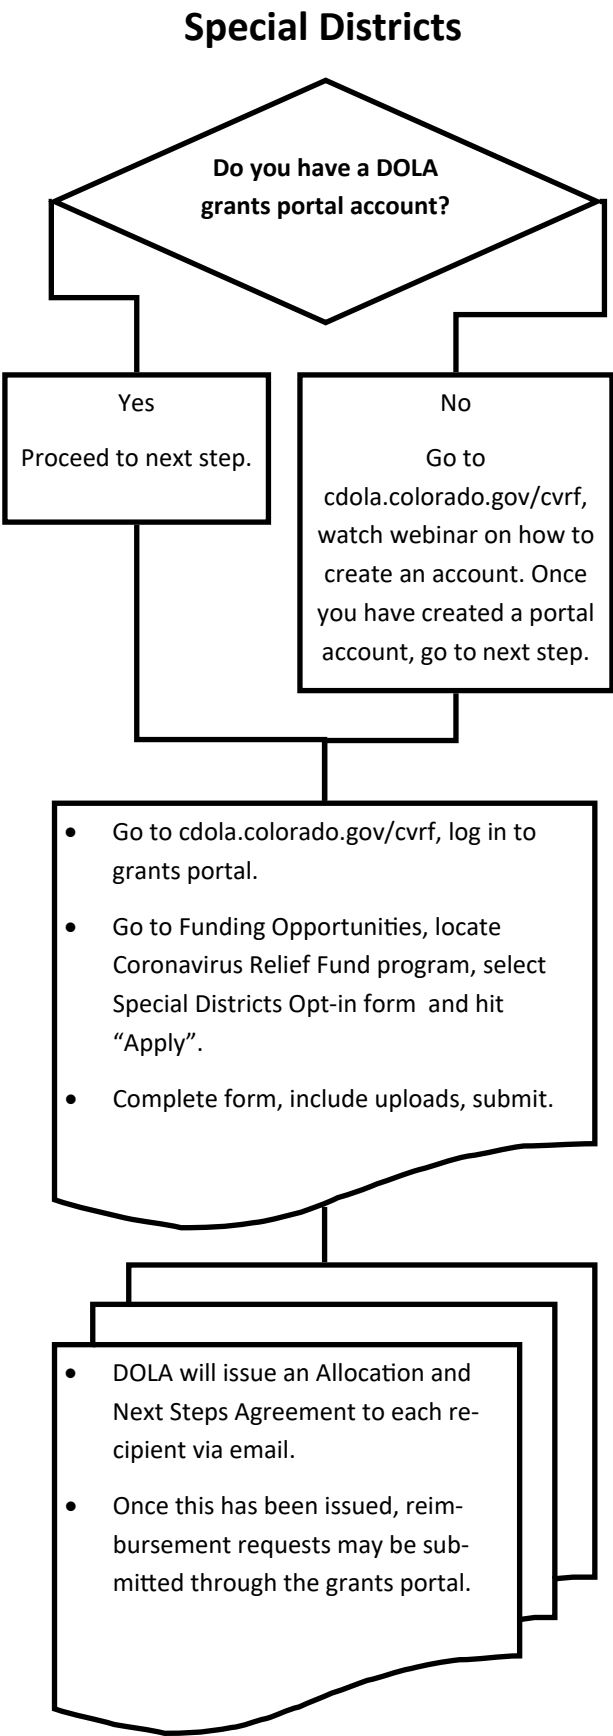 Special Districts
Do you have a DOLA
grants portal account?
Yes
Proceed to next step.
No
Go to
cdola.colorado.gov/cvrf,
watch webinar on how to
create an account. Once
you have created a portal
account, go to next step.
• Go to cdola.colorado.gov/cvrf, log in to
grants portal.
• Go to Funding Opportunities, locate
Coronavirus Relief Fund program, select
Special Districts Opt-in form and hit
“Apply”.
• Complete form, include uploads, submit.
• DOLA will issue an Allocation and
Next Steps Agreement to each re-
cipient via email.
• Once this has been issued, reim-
bursement requests may be sub-
mitted through the grants portal.